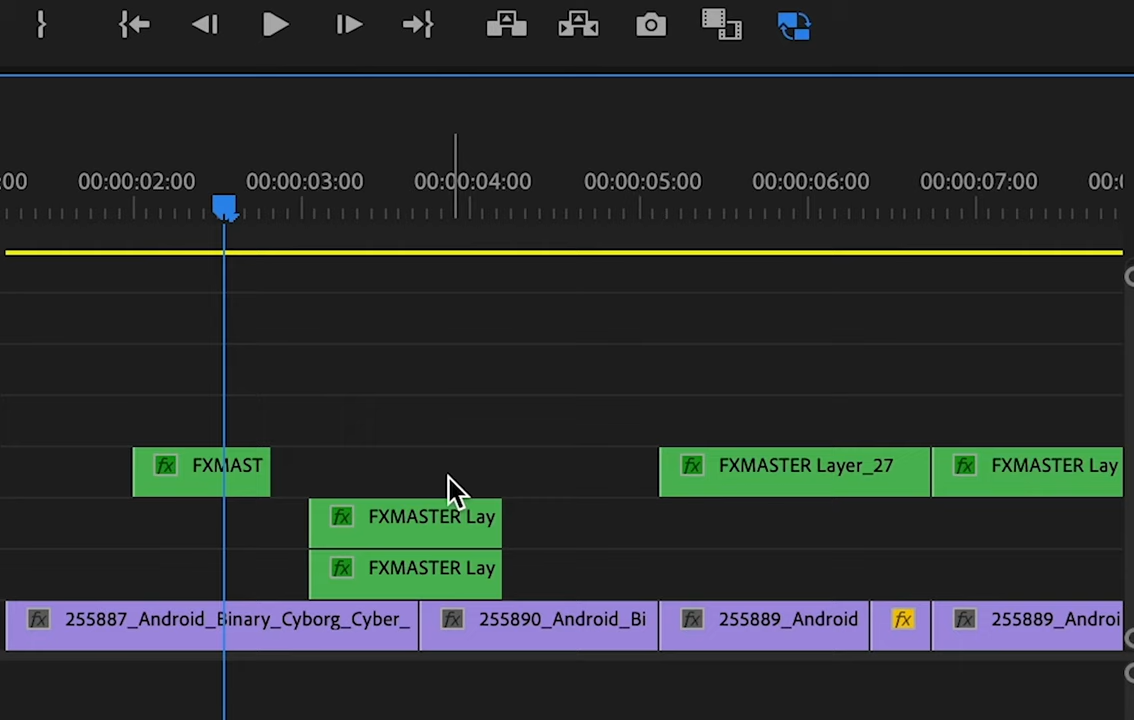 :00 00:00:02:00 00:00:03:00 00:00:04:00 00:00:05:00 00:00:06:00 00:00:07:00 00:0
fx FXMAST fx FXMASTER Layer_27 fx FXMASTER Lay
fx FXMASTER Lay
fx FXMASTER Lay
fx 255887_Android_Binary_Cyborg_Cyber_ fx 255890_Android_Bi fx 255889_Android fx fx 255889_Androi